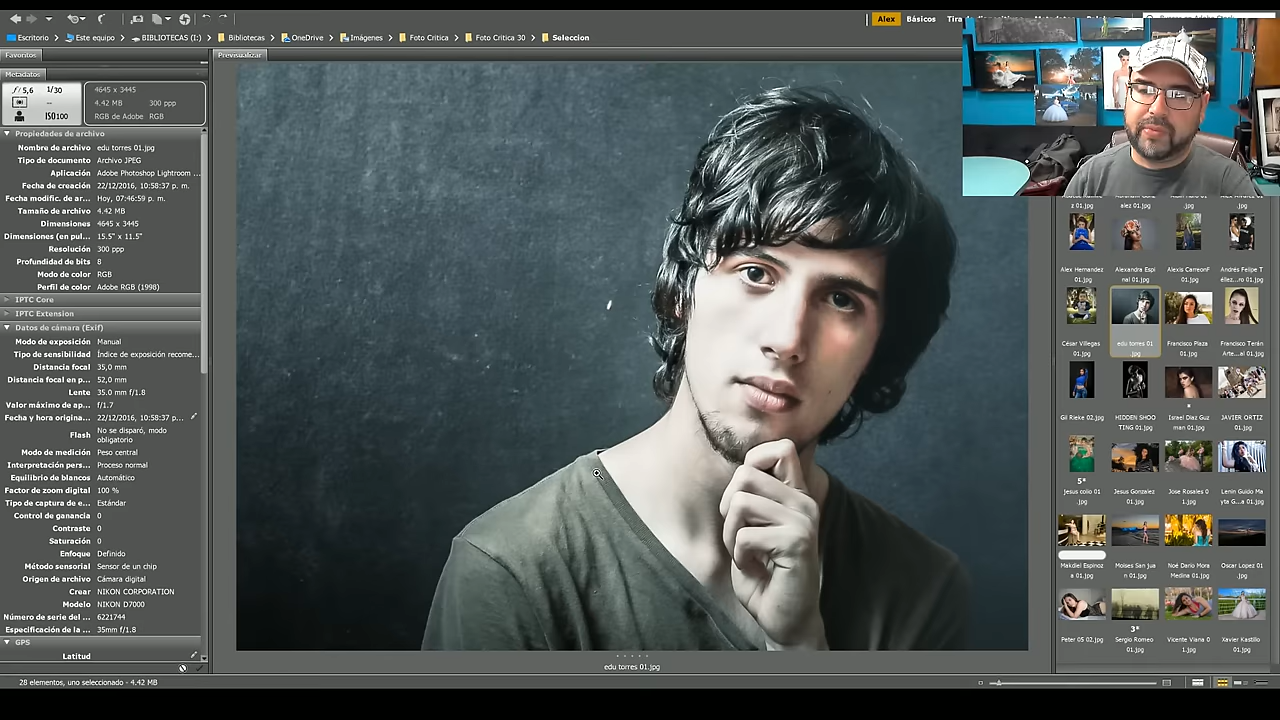 Alex
Básicos
Escritorio
Este equipo
BIBLIOTECAS (I:)
Bibliotecas
OneDrive
Imágenes
Foto Critica
Foto Critica 30
Seleccion
Favoritos
Previsualizar
Metadatos
f/ 5,6 1/30
-- 
ISO100
4645 x 3445
4.42 MB 300 ppp
RGB de Adobe RGB
Propiedades de archivo
Nombre de archivo edu torres 01.jpg
Tipo de documento Archivo JPEG
Aplicación Adobe Photoshop Lightroom ...
Fecha de creación 22/12/2016, 10:58:37 p. m.
Fecha modific. de ar... Hoy, 07:46:59 p. m.
Tamaño de archivo 4.42 MB
Dimensiones 4645 x 3445
Dimensiones (en pul... 15.5" x 11.5"
Resolución 300 ppp
Profundidad de bits 8
Modo de color RGB
Perfil de color Adobe RGB (1998)
IPTC Core
IPTC Extension
Datos de cámara (Exif)
Modo de exposición Manual
Tipo de sensibilidad Índice de exposición recome...
Distancia focal 35,0 mm
Distancia focal en p... 52,0 mm
Lente 35.0 mm f/1.8
Valor máximo de ap... f/1.7
Fecha y hora origina... 22/12/2016, 10:58:37 p...
Flash No se disparó, modo
obligatorio
Modo de medición Peso central
Interpretación pers... Proceso normal
Equilibrio de blancos Automático
Factor de zoom digital 100 %
Tipo de captura de e... Estándar
Control de ganancia 0
Contraste 0
Saturación 0
Enfoque Definido
Método sensorial Sensor de un chip
Origen de archivo Cámara digital
Crear NIKON CORPORATION
Modelo NIKON D7000
Número de serie del ... 6221744
Especificación de la ... 35mm f/1.8
GPS
Latitud
edu torres 01.jpg
28 elementos, uno seleccionado - 4.42 MB
z 01.jpg
alez 01.jpg
01.jpg
01.jpg
Alex Hernandez
01.jpg
Alexandra Espi
nal 01.jpg
Alexis CarreonF
01.jpg
Andrés Felipe T
éllez...ro 01.jpg
César Villegas
01.jpg
edu torres 01
.jpg
Francisco Plaza
01.jpg
Francisco Terán
Arte...al 01.jpg
Gil Rieke 02.jpg
HIDDEN SHOO
TING 01.jpg
*
Israel Diaz Guz
man 01.jpg
JAVIER ORTIZ
01.jpg
5*
jesus colio 01
.jpg
Jesus Gonzalez
01.jpg
Jose Rosales 0
1.jpg
Lenin Guido Ma
yta G...a 01.jpg
Makdiel Espinoz
a 01.jpg
Moises San jua
n 01.jpg
Noé Dario Mora
Medina 01.jpg
Oscar Lopez 01
.jpg
Peter 05 02.jpg
3*
Sergio Romeo
01.jpg
Vicente Viana 0
1.jpg
Xavier Kastillo
01.jpg